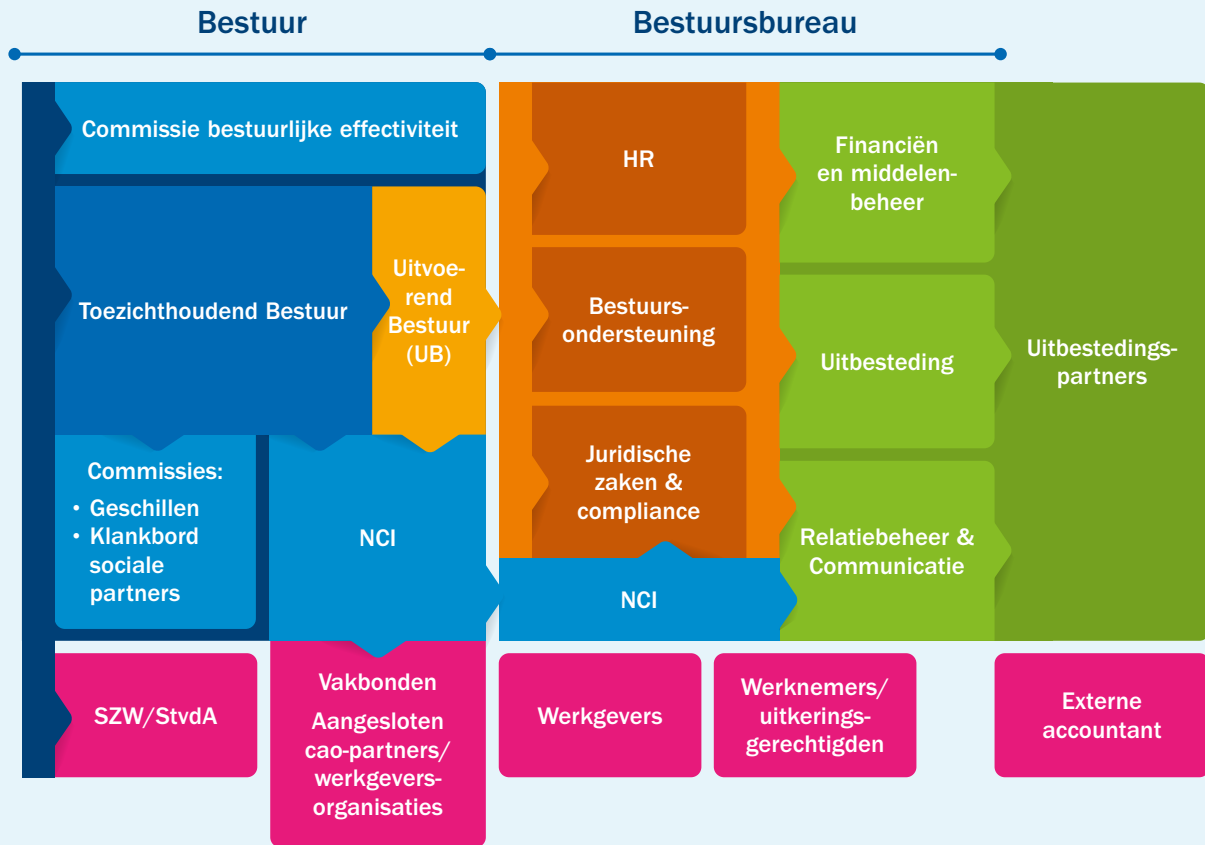 Bestuur
Bestuursbureau
Commissie bestuurlijke effectiviteit
Toezichthoudend Bestuur
Uitvoe-
rend
Bestuur
(UB)
Commissies:
• Geschillen
• Klankbord
sociale
partners
NCI
HR
Bestuurs-
ondersteuning
Juridische
zaken &
compliance
NCI
Financiën
en middelen-
beheer
Uitbesteding
Relatiebeheer &
Communicatie
Uitbestedings-
partners
SZW/StvdA
Vakbonden
Aangesloten
cao-partners/
werkgevers-
organisaties
Werkgevers
Werknemers/
uitkerings-
gerechtigden
Externe
accountant